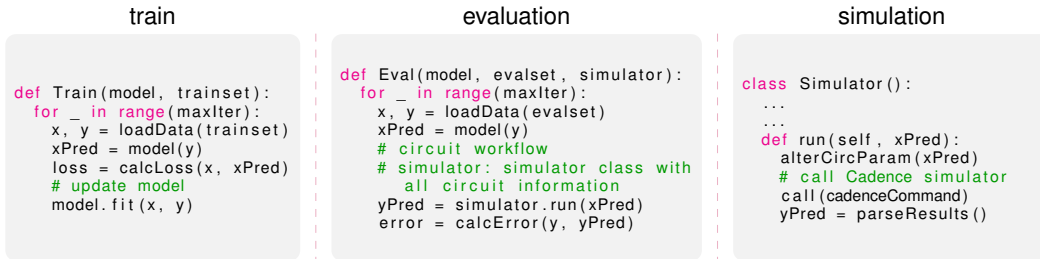 train
def Train(model, trainset):
for _ in range(maxIter):
x, y = loadData(trainset)
xPred = model(y)
loss = calcLoss(x, xPred)
# update model
model.fit(x, y)
evaluation
def Eval(model, evalset, simulator):
for _ in range(maxIter):
x, y = loadData(evalset)
xPred = model(y)
# circuit workflow
# simulator: simulator class with
all circuit information
yPred = simulator.run(xPred)
error = calcError(y, yPred)
simulation
class Simulator():
...
...
def run(self, xPred):
alterCircParam(xPred)
# call Cadence simulator
call(cadenceCommand)
yPred = parseResults()